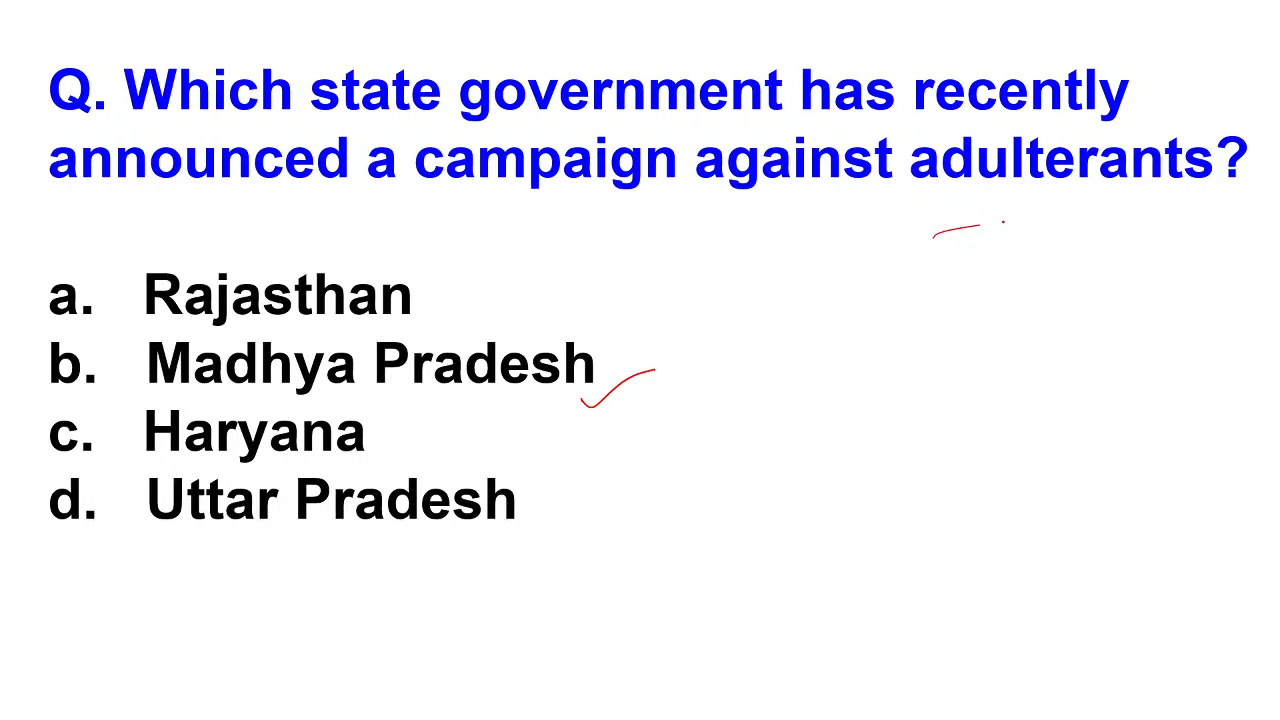 Q. Which state government has recently
announced a campaign against adulterants?
a. Rajasthan
b. Madhya Pradesh
c. Haryana
d. Uttar Pradesh